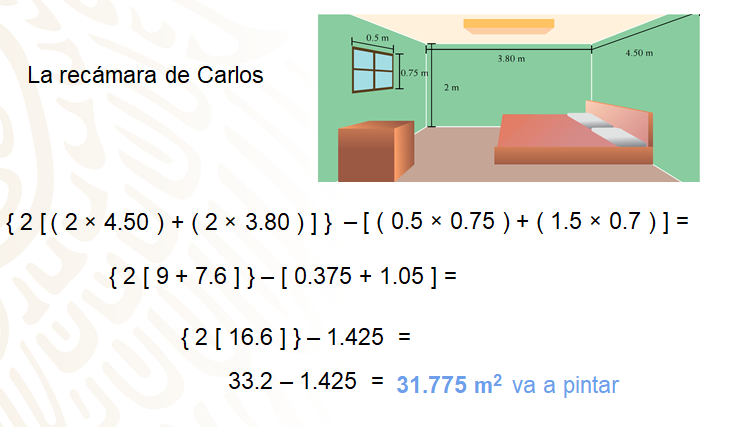 0.5 m
0.75 m
2 m
3.80 m
4.50 m
La recámara de Carlos
{ 2 [ ( 2 × 4.50 ) + ( 2 × 3.80 ) ] } – [ ( 0.5 × 0.75 ) + ( 1.5 × 0.7 ) ] =
{ 2 [ 9 + 7.6 ] } – [ 0.375 + 1.05 ] =
{ 2 [ 16.6 ] } – 1.425 =
33.2 – 1.425 = 31.775 m² va a pintar